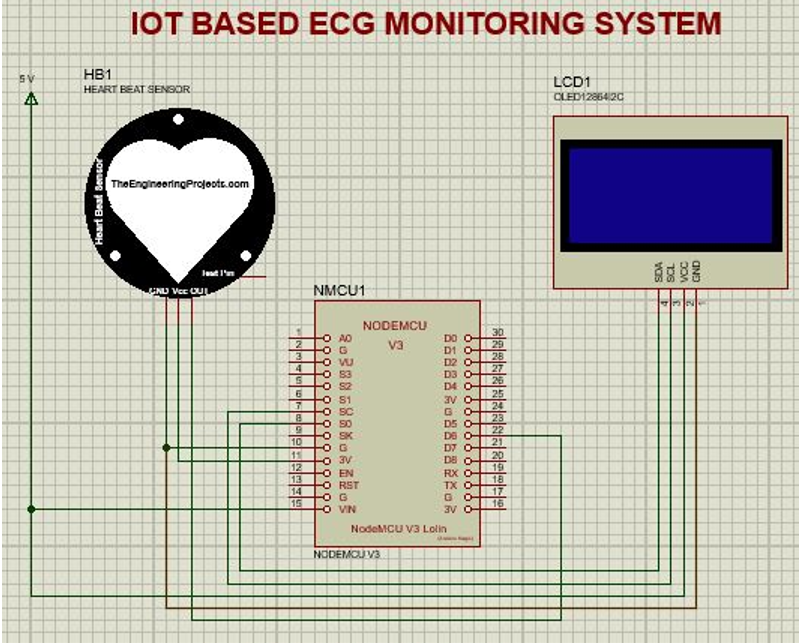 IOT BASED ECG MONITORING SYSTEM
5 V
HB1
HEART BEAT SENSOR
Heart Beat Sensor
TheEngineeringProjects.com
Test Pin
GND Vcc OUT
LCD1
OLED12864I2C
SDA
SCL
VCC
GND
4
3
2
1
NMCU1
NODEMCU
V3
1 A0 D0 30
2 G D1 29
3 VU D2 28
4 S3 D3 27
5 S2 D4 26
6 S1 3V 25
7 SC G 24
8 S0 D5 23
9 SK D6 22
10 G D7 21
11 3V D8 20
12 EN RX 19
13 RST TX 18
14 G G 17
15 VIN 3V 16
NodeMCU V3 Lolin
NODEMCU V3